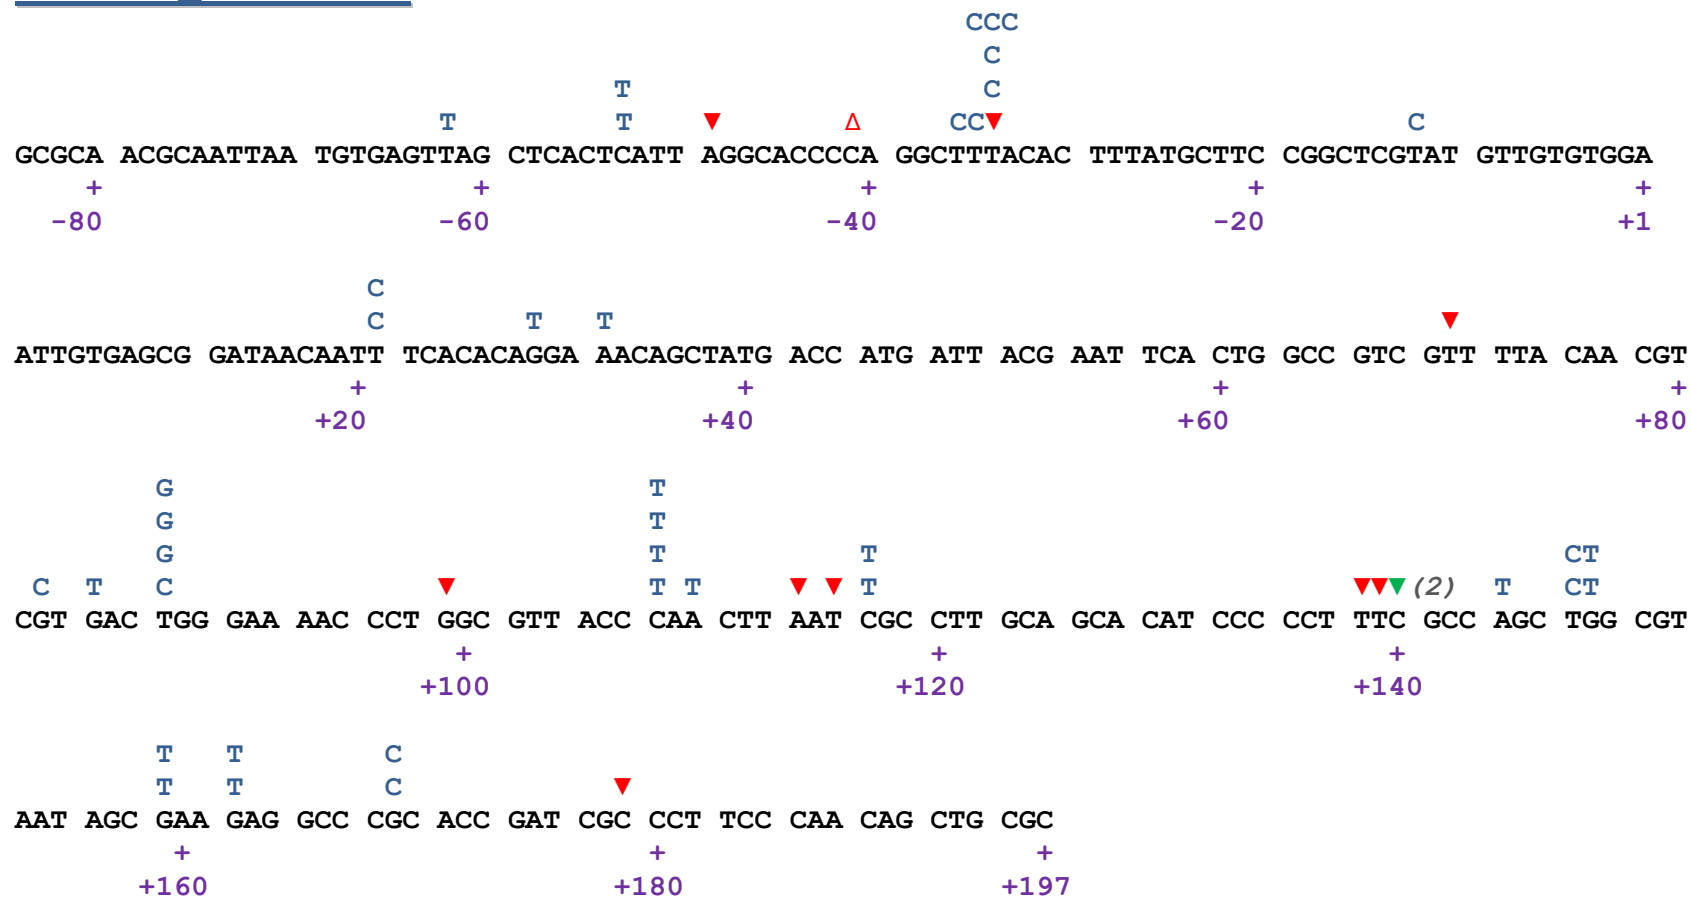 CCC
C
T C
T T ▼ Δ CC▼ C
GCGCA ACGCAATTAA TGTGAGTTAG CTCACTCATT AGGCACCCCA GGCTTTACAC TTTATGCTTC CGGCTCGTAT GTTGTGTGGA
+ + + + +
-80 -60 -40 -20 +1
C
C T T ▼
ATTGTGAGCG GATAACAATT TCACACAGGA AACAGCTATG ACC ATG ATT ACG AAT TCA CTG GCC GTC GTT TTA CAA CGT
+ + + +
+20 +40 +60 +80
G T
G T
G T T CT
C T C ▼ T T ▼ ▼ T ▼▼▼ (2) T CT
CGT GAC TGG GAA AAC CCT GGC GTT ACC CAA CTT AAT CGC CTT GCA GCA CAT CCC CCT TTC GCC AGC TGG CGT
+ + +
+100 +120 +140
T T C
T T C ▼
AAT AGC GAA GAG GCC CGC ACC GAT CGC CCT TCC CAA CAG CTG CGC
+ + +
+160 +180 +197